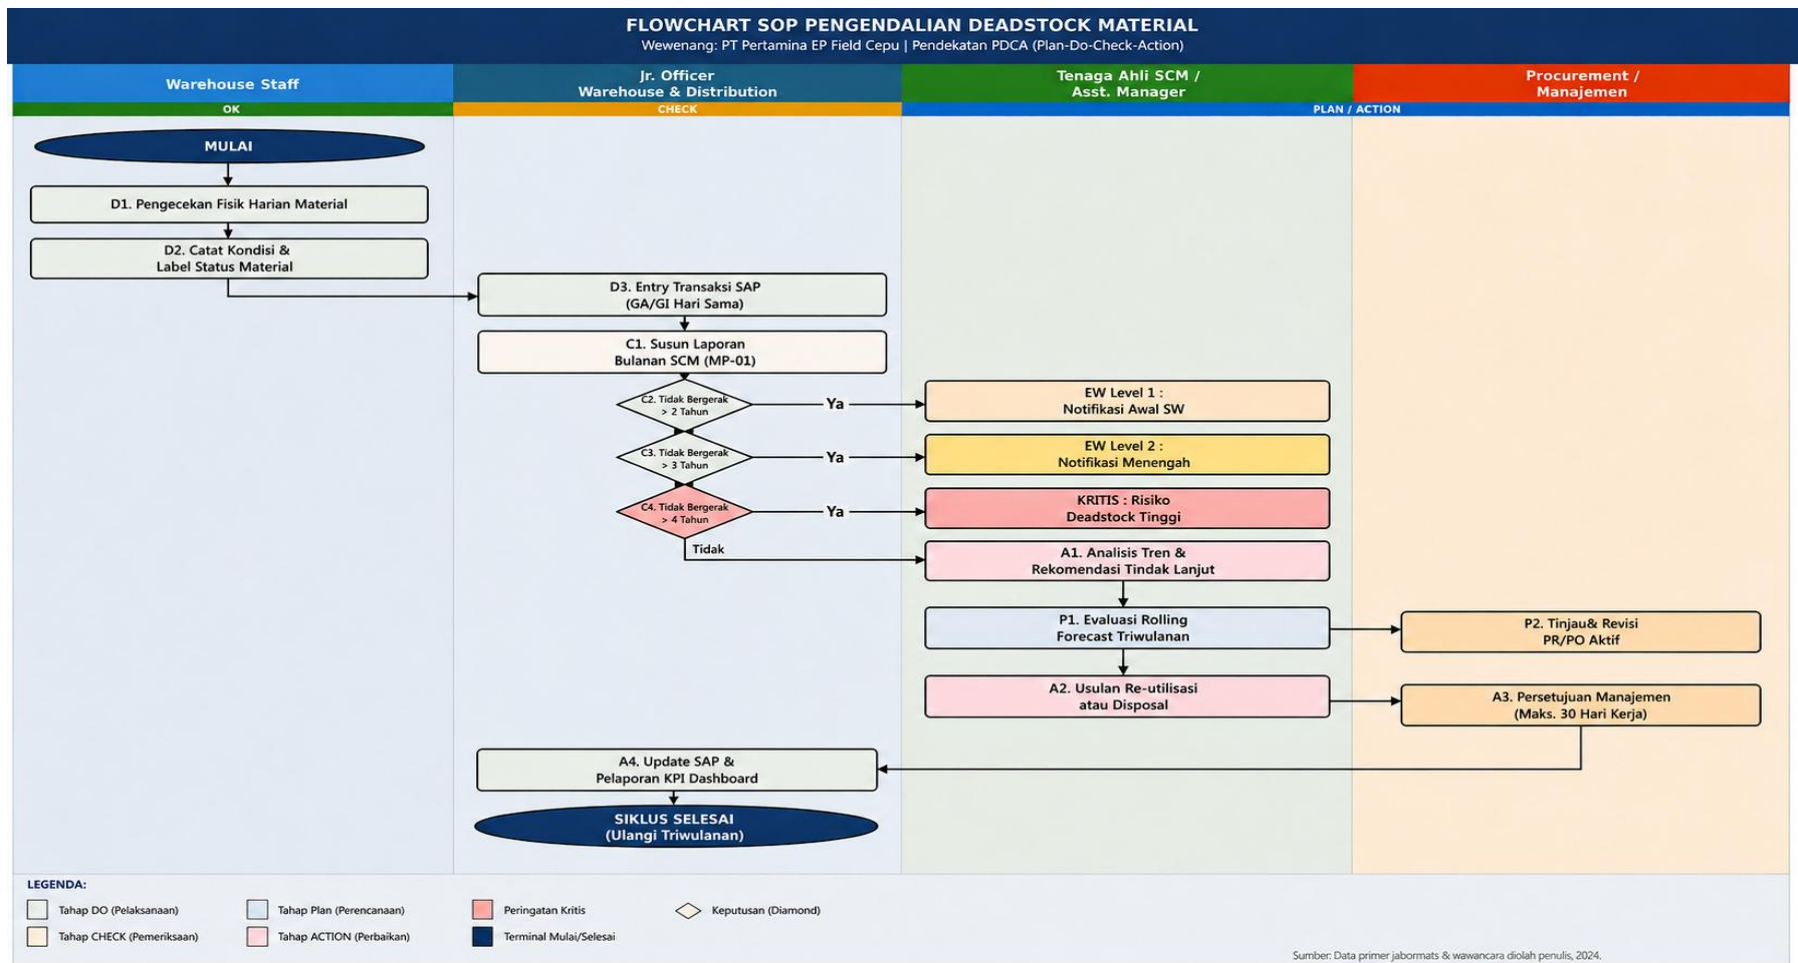 FLOWCHART SOP PENGENDALIAN DEADSTOCK MATERIAL
Wewenang: PT Pertamina EP Field Cepu | Pendekatan PDCA (Plan-Do-Check-Action)
Warehouse Staff
Jr. Officer
Warehouse & Distribution
Tenaga Ahli SCM /
Asst. Manager
Procurement /
Manajemen
OK
CHECK
PLAN / ACTION
MULAI
D1. Pengecekan Fisik Harian Material
D2. Catat Kondisi &
Label Status Material
D3. Entry Transaksi SAP
(GA/GI Hari Sama)
C1. Susun Laporan
Bulanan SCM (MP-01)
C2. Tidak Bergerak
> 2 Tahun
Ya
EW Level 1 :
Notifikasi Awal SW
C3. Tidak Bergerak
> 3 Tahun
Ya
EW Level 2 :
Notifikasi Menengah
C4. Tidak Bergerak
> 4 Tahun
Ya
KRITIS : Risiko
Deadstock Tinggi
Tidak
A1. Analisis Tren &
Rekomendasi Tindak Lanjut
P1. Evaluasi Rolling
Forecast Triwulanan
P2. Tinjau& Revisi
PR/PO Aktif
A2. Usulan Re-utilisasi
atau Disposal
A3. Persetujuan Manajemen
(Maks. 30 Hari Kerja)
A4. Update SAP &
Pelaporan KPI Dashboard
SIKLUS SELESAI
(Ulangi Triwulanan)
LEGENDA:
Tahap DO (Pelaksanaan)
Tahap Plan (Perencanaan)
Peringatan Kritis
Keputusan (Diamond)
Tahap CHECK (Pemeriksaan)
Tahap ACTION (Perbaikan)
Terminal Mulai/Selesai
Sumber: Data primer jabormats & wawancara diolah penulis, 2024.